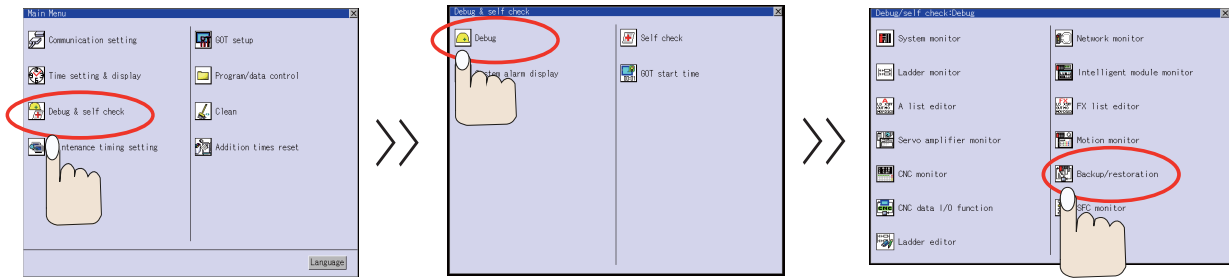 Main Menu
Communication setting
GOT setup
Time setting & display
Program/data control
Debug & self check
Clean
ntenance timing setting
Addition times reset
Language
Debug & self check
Debug
Self check
tem alarm display
GOT start time
Debug/self check:Debug
System monitor
Network monitor
Ladder monitor
Intelligent module monitor
A list editor
FX list editor
Servo amplifier monitor
Motion monitor
CNC monitor
Backup/restoration
CNC data I/O function
SFC monitor
Ladder editor